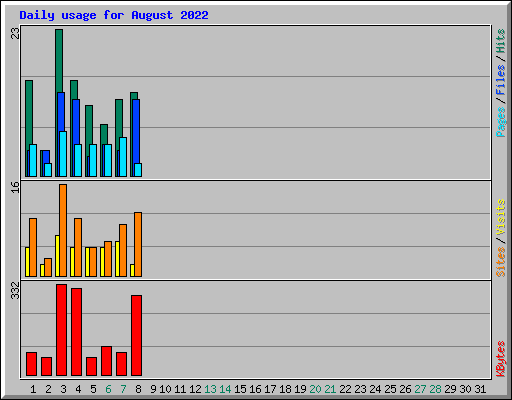 Daily usage for August 2022
23
Pages / Files / Hits
16
Sites / Visits
332
KBytes
1 2 3 4 5 6 7 8 9 10 11 12 13 14 15 16 17 18 19 20 21 22 23 24 25 26 27 28 29 30 31